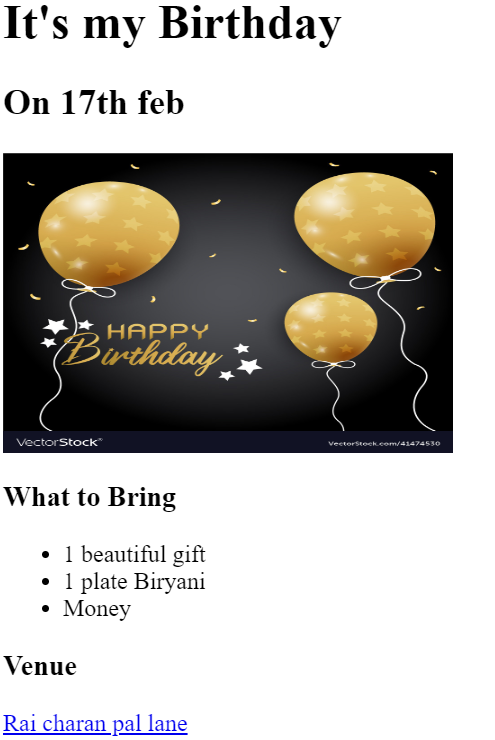 It's my Birthday
On 17th feb
HAPPY
Birthday
VectorStock®
VectorStock.com/41474530
What to Bring
1 beautiful gift
1 plate Biryani
Money
Venue
Rai charan pal lane